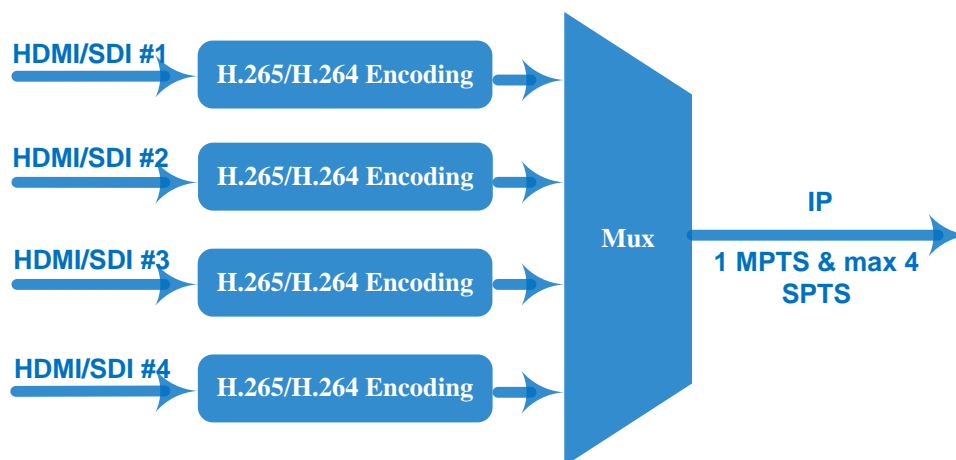 HDMI/SDI #1
H.265/H.264 Encoding
HDMI/SDI #2
H.265/H.264 Encoding
HDMI/SDI #3
H.265/H.264 Encoding
HDMI/SDI #4
H.265/H.264 Encoding
Mux
IP
1 MPTS & max 4
SPTS